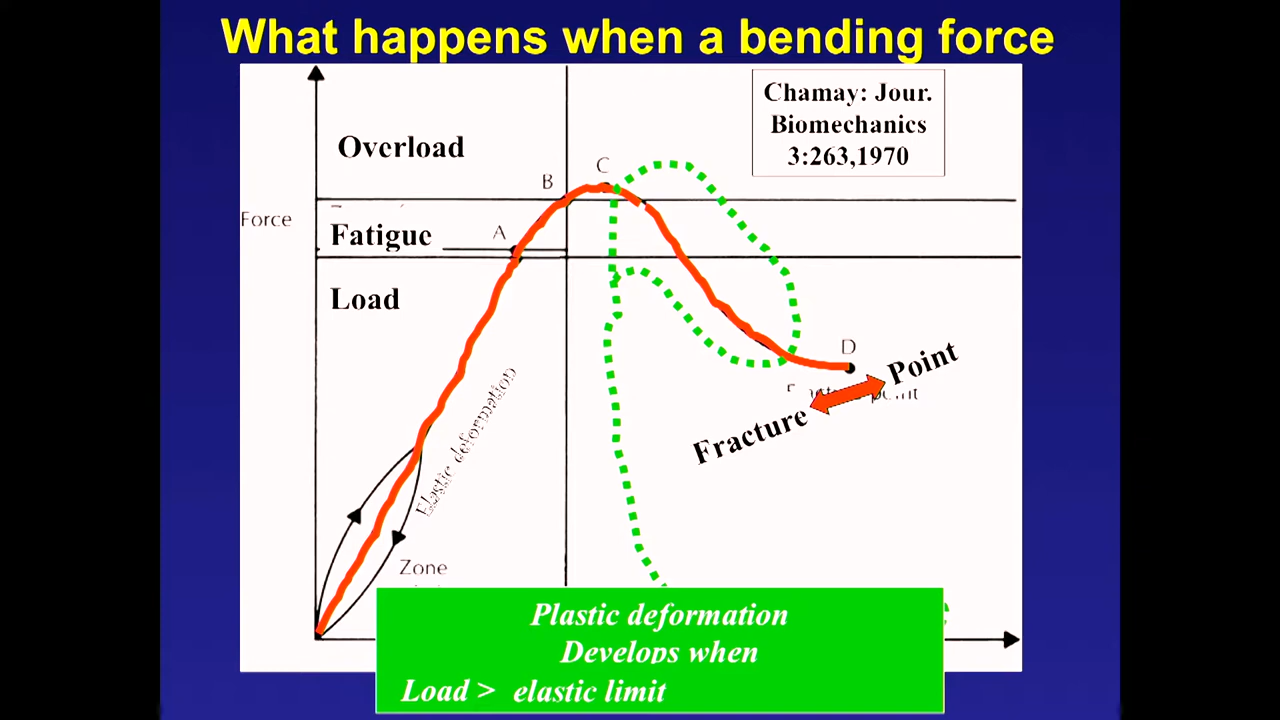 What happens when a bending force
Chamay: Jour.
Biomechanics
3:263,1970
Overload
C
B
Force
Fatigue
A
Load
D
Point
point
Fracture
Elastic deformation
Zone
Plastic deformation
Develops when
Load > elastic limit